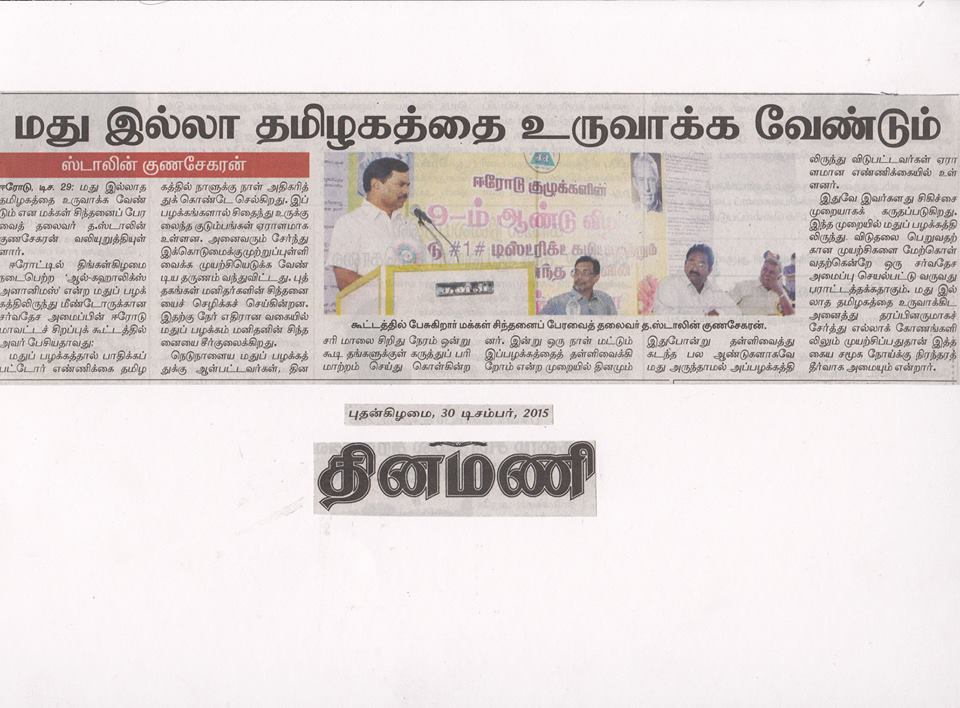 மது இல்லா தமிழகத்தை உருவாக்க வேண்டும்
ஸ்டாலின் குணசேகரன்
ஈரோடு, டிச. 29: மது இல்லாத
தமிழகத்தை உருவாக்க வேண்
டும் என மக்கள் சிந்தனைப் பேர
வைத் தலைவர் த.ஸ்டாலின்
குணசேகரன் வலியுறுத்தியுள்
ளார்.
ஈரோட்டில் திங்கள்கிழமை
நடைபெற்ற 'ஆல்கஹாலிக்ஸ்
அனானிமஸ்' என்ற மதுப் பழக்
கத்திலிருந்து மீண்டோருக்கான
சர்வதேச அமைப்பின் ஈரோடு
மாவட்டச் சிறப்புக் கூட்டத்தில்
அவர் பேசியதாவது:
மதுப் பழக்கத்தால் பாதிக்கப்
பட்டோர் எண்ணிக்கை தமிழ
கத்தில் நாளுக்கு நாள் அதிகரித்
துக் கொண்டே செல்கிறது. இப்
பழக்கங்களால் சிதைந்து உருக்கு
லைந்த குடும்பங்கள் ஏராளமாக
உள்ளன. அனைவரும் சேர்ந்து
இக்கொடுமைக்குமுற்றுப்புள்ளி
வைக்க முயற்சியெடுக்க வேண்
டிய தருணம் வந்துவிட்டது. புத்
தகங்கள் மனிதர்களின் சிந்தனை
யைச் செழிக்கச் செய்கின்றன.
இதற்கு நேர் எதிரான வகையில்
மதுப் பழக்கம் மனிதனின் சிந்த
னையை சீர்குலைக்கிறது.
நெடுநாளைய மதுப் பழக்கத்
துக்கு ஆள்பட்டவர்கள், தின
ஈரோடு குழுக்களின்
9-ம் ஆண்டு
#1#
கூட்டத்தில் பேசுகிறார் மக்கள் சிந்தனைப் பேரவைத் தலைவர் த.ஸ்டாலின் குணசேகரன்.
சரி மாலை சிறிது நேரம் ஒன்று
கூடி தங்களுக்குள் கருத்துப் பரி
மாற்றம் செய்து கொள்கின்ற
னர். இன்று ஒரு நாள் மட்டும்
இப்பழக்கத்தைத் தள்ளிவைக்கி
றோம் என்ற முறையில் தினமும்
இதுபோன்று தள்ளிவைத்து
கடந்த பல ஆண்டுகளாகவே
மது அருந்தாமல் அப்பழக்கத்தி
லிருந்து விடுபட்டவர்கள் ஏரா
ளமான எண்ணிக்கையில் உள்
ளனர்.
இதுவே இவர்களது சிகிச்சை
முறையாகக் கருதப்படுகிறது.
இந்த முறையில் மதுப் பழக்கத்தி
லிருந்து விடுதலை பெறுவதற்
கான முயற்சிகளை மேற்கொள்
வதற்கென்றே ஒரு சர்வதேச
அமைப்பு செயல்பட்டு வருவது
பராட்டத்தக்கதாகும். மது இல்
லாத தமிழகத்தை உருவாக்கிட
அனைத்து தரப்பினருமாகச்
சேர்த்து எல்லாக் கோணங்களி
லிலும் முயற்சிப்பதுதான் இத்த
கைய சமூக நோய்க்கு நிரந்தரத்
தீர்வாக அமையும் என்றார்.
புதன்கிழமை, 30 டிசம்பர், 2015
தினமணி